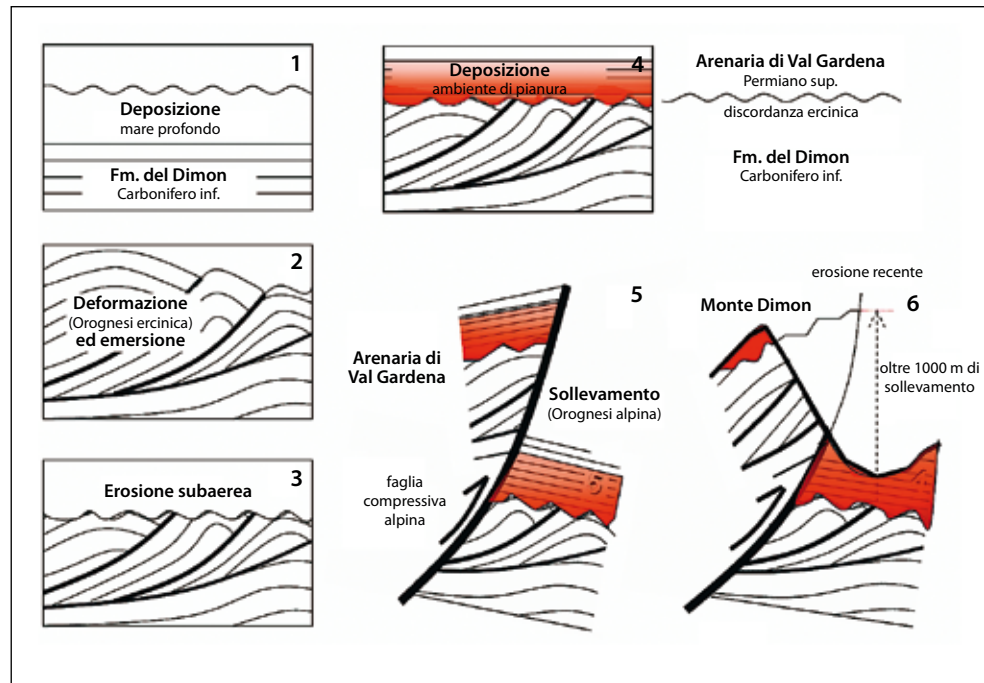 1
Deposizione
mare profondo
Fm. del Dimon
Carbonifero inf.
2
Deformazione
(Orognesi ercinica)
ed emersione
3
Erosione subaerea
4
Deposizione
ambiente di pianura
Arenaria di Val Gardena
Permiano sup.
discordanza ercinica
Fm. del Dimon
Carbonifero inf.
5
Arenaria di
Val Gardena
Sollevamento
(Orognesi alpina)
faglia
compressiva
alpina
5
6
erosione recente
Monte Dimon
oltre 1000 m di
sollevamento